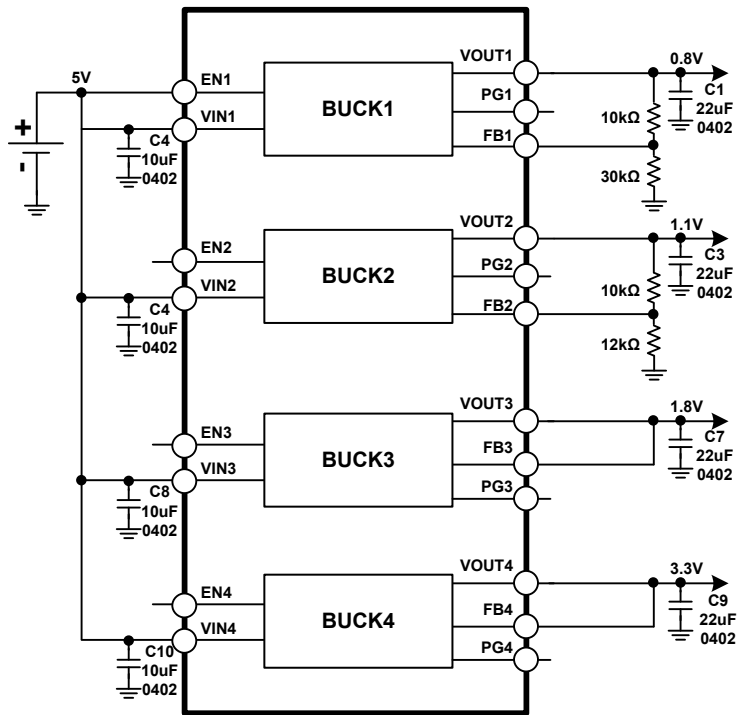 5V
+
-
EN1
VIN1
C4
10uF
0402
BUCK1
VOUT1
PG1
FB1
0.8V
C1
22uF
0402
10kΩ
30kΩ
EN2
VIN2
C4
10uF
0402
BUCK2
VOUT2
PG2
FB2
1.1V
C3
22uF
0402
10kΩ
12kΩ
EN3
VIN3
C8
10uF
0402
BUCK3
VOUT3
FB3
PG3
1.8V
C7
22uF
0402
EN4
VIN4
C10
10uF
0402
BUCK4
VOUT4
FB4
PG4
3.3V
C9
22uF
0402